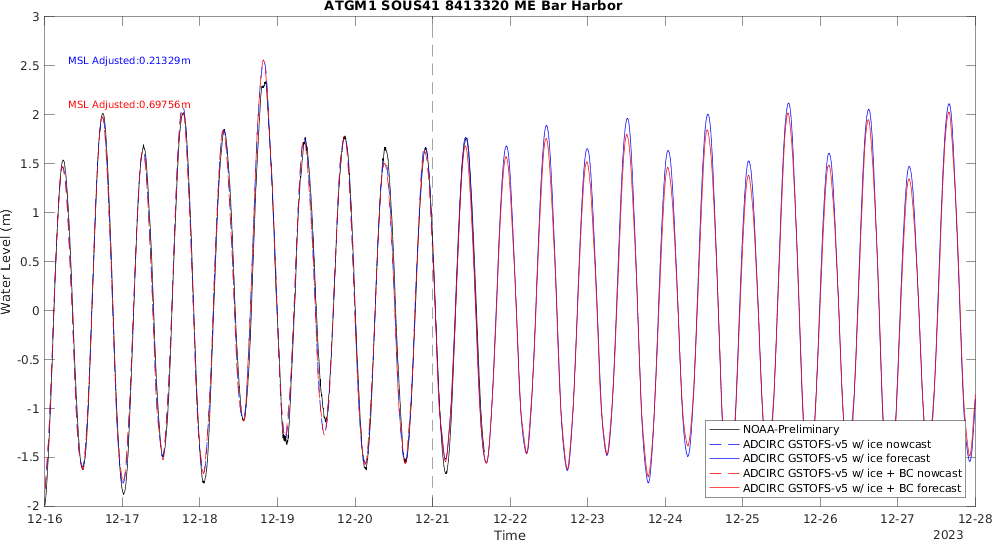 ATGM1 SOUS41 8413320 ME Bar Harbor
3
2.5
2
1.5
1
0.5
0
-0.5
-1
-1.5
-2
Water Level (m)
MSL Adjusted:0.21329m
MSL Adjusted:0.69756m
NOAA-Preliminary
ADCIRC GSTOFS-v5 w/ ice nowcast
ADCIRC GSTOFS-v5 w/ ice forecast
ADCIRC GSTOFS-v5 w/ ice + BC nowcast
ADCIRC GSTOFS-v5 w/ ice + BC forecast
12-16 12-17 12-18 12-19 12-20 12-21 12-22 12-23 12-24 12-25 12-26 12-27 12-28
Time
2023